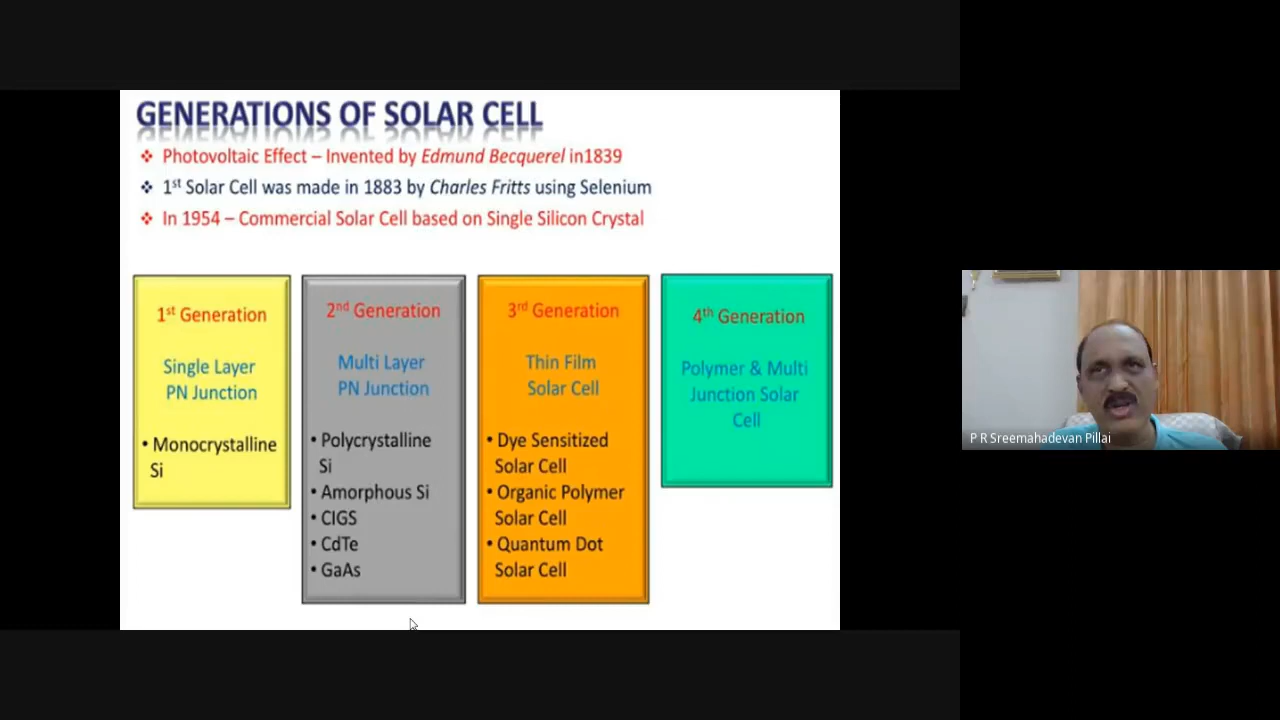 GENERATIONS OF SOLAR CELL
❖ Photovoltaic Effect – Invented by Edmund Becquerel in1839
❖ 1st Solar Cell was made in 1883 by Charles Fritts using Selenium
❖ In 1954 – Commercial Solar Cell based on Single Silicon Crystal
1st Generation
Single Layer
PN Junction
• Monocrystalline
Si
2nd Generation
Multi Layer
PN Junction
• Polycrystalline
Si
• Amorphous Si
• CIGS
• CdTe
• GaAs
3rd Generation
Thin Film
Solar Cell
• Dye Sensitized
Solar Cell
• Organic Polymer
Solar Cell
• Quantum Dot
Solar Cell
4th Generation
Polymer & Multi
Junction Solar
Cell
P R Sreemahadevan Pillai